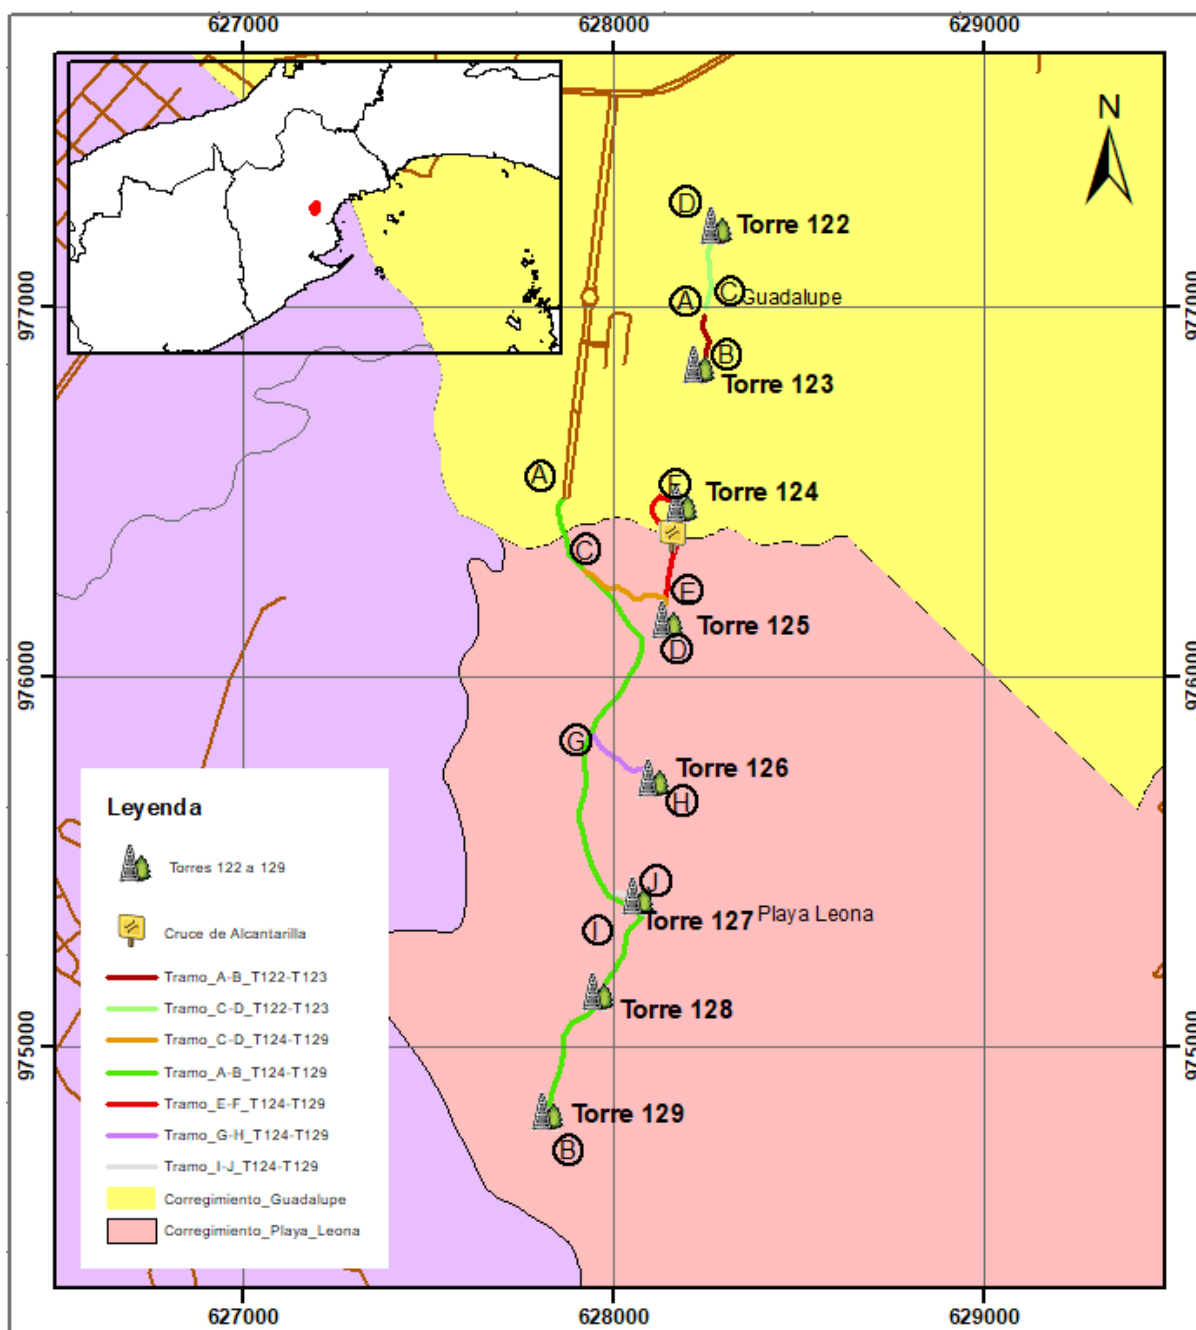 627000 628000 629000
N
D
Torre 122
C
A
Guadalupe
977000 977000
B
Torre 123
A
F
Torre 124
C
E
Torre 125
D
976000 976000
G
Torre 126
H
J
Torre 127
Playa Leona
I
Torre 128
975000 975000
Torre 129
B
Leyenda
Torres 122 a 129
Cruce de Alcantarilla
Tramo_A-B_T122-T123
Tramo_C-D_T122-T123
Tramo_C-D_T124-T129
Tramo_A-B_T124-T129
Tramo_E-F_T124-T129
Tramo_G-H_T124-T129
Tramo_I-J_T124-T129
Corregimiento_Guadalupe
Corregimiento_Playa_Leona
627000 628000 629000